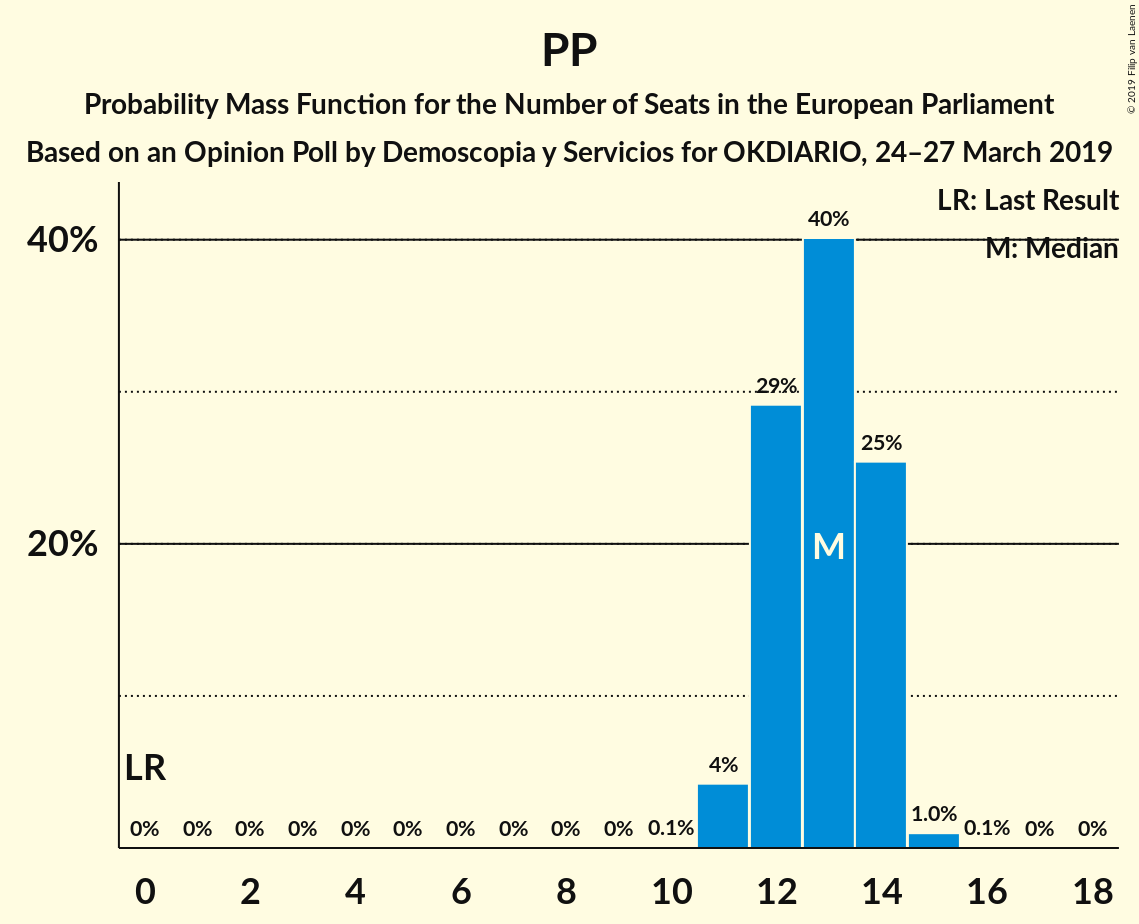 PP
Probability Mass Function for the Number of Seats in the European Parliament
Based on an Opinion Poll by Demoscopia y Servicios for OKDIARIO, 24–27 March 2019
© 2019 Filip van Laenen
LR: Last Result
M: Median
40%
20%
40%
29%
25%
M
4%
LR
0% 0% 0% 0% 0% 0% 0% 0% 0% 0% 0.1% 1.0% 0.1% 0% 0%
0 2 4 6 8 10 12 14 16 18